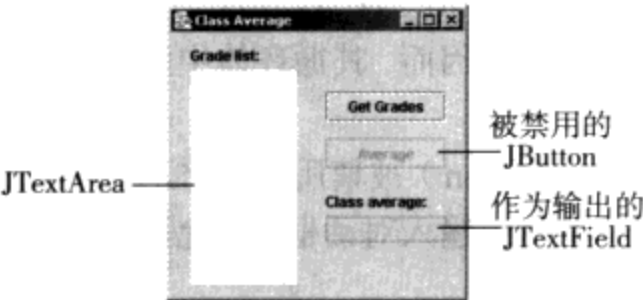 Class Average
Grade list:
Get Grades
Average
Class average:
JTextArea
被禁用的
JButton
作为输出的
JTextField